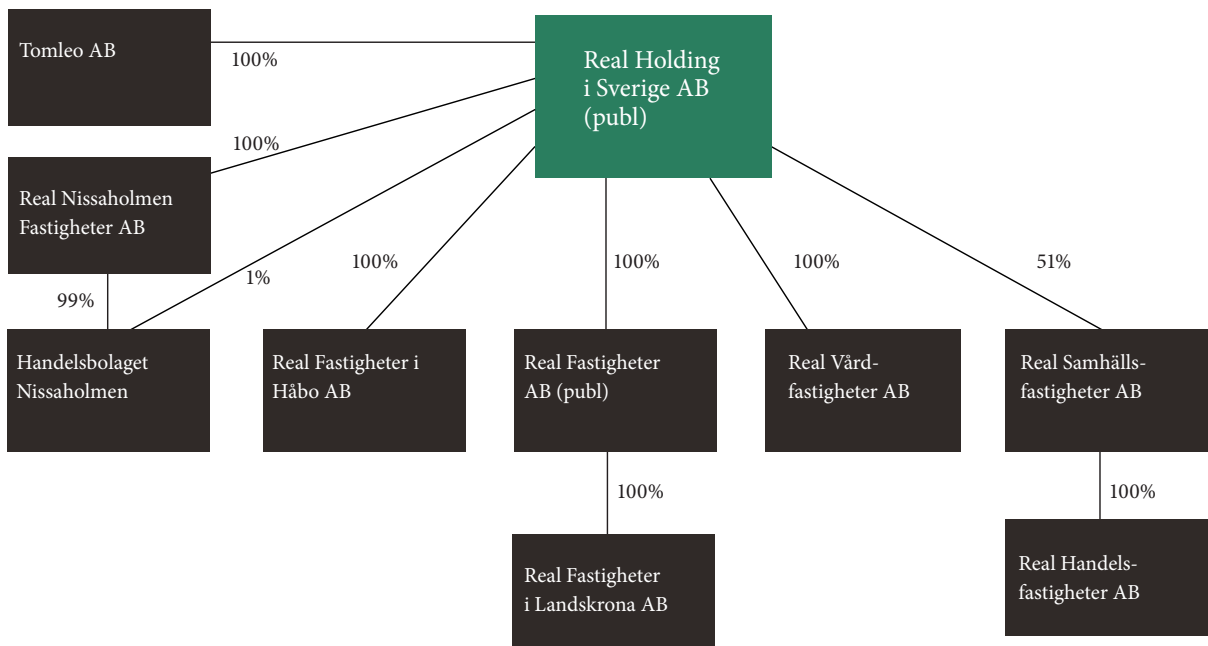 Tomleo AB
100%
Real Holding
i Sverige AB
(publ)
100%
Real Nissaholmen
Fastigheter AB
99%
1%
100%
100%
100%
51%
Handelsbolaget
Nissaholmen
Real Fastigheter i
Håbo AB
Real Fastigheter
AB (publ)
Real Vård-
fastigheter AB
Real Samhälls-
fastigheter AB
100%
100%
Real Fastigheter
i Landskrona AB
Real Handels-
fastigheter AB